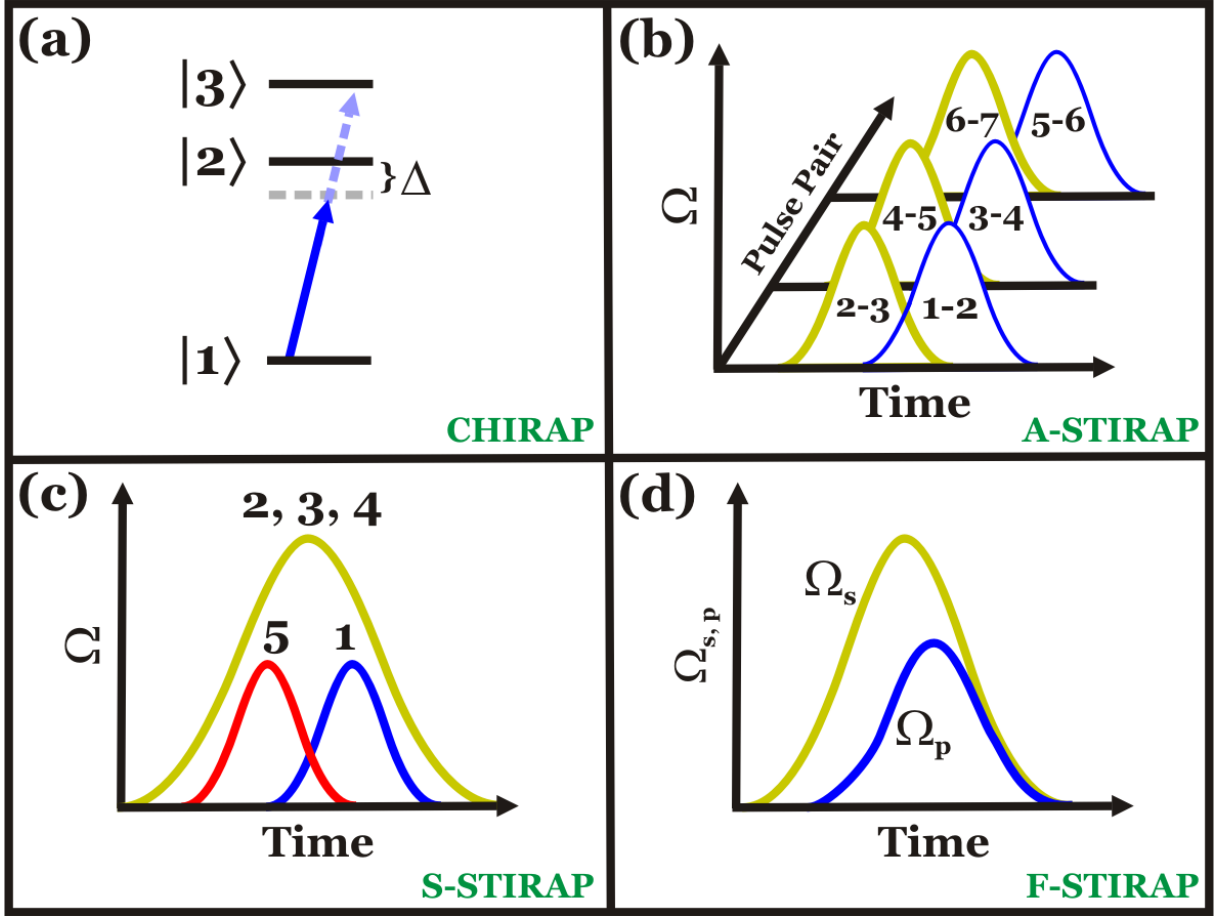 (a)
|3⟩
|2⟩
}Δ
|1⟩
CHIRAP
(b)
Ω
Pulse Pair
6-7
5-6
4-5
3-4
2-3
1-2
Time
A-STIRAP
(c)
2, 3, 4
Ω
5
1
Time
S-STIRAP
(d)
Ωs
Ωs, p
Ωp
Time
F-STIRAP